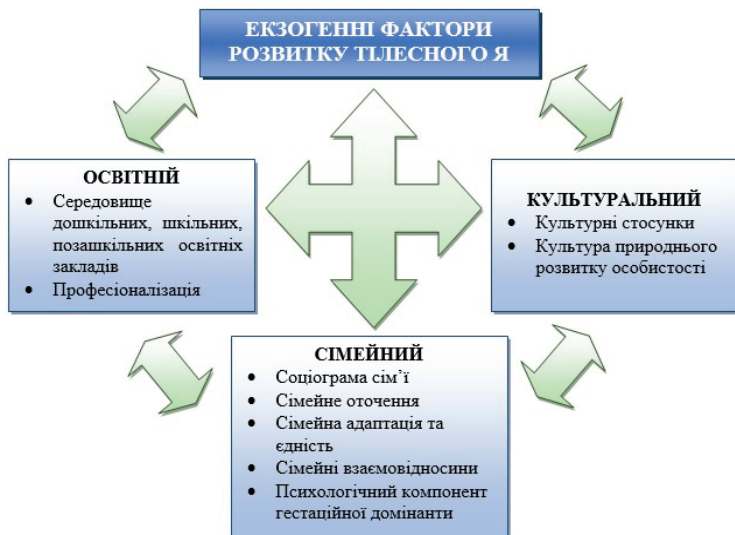 ЕКЗОГЕННІ ФАКТОРИ
РОЗВИТКУ ТІЛЕСНОГО Я
ОСВІТНІЙ
• Середовище
дошкільних, шкільних,
позашкільних освітніх
закладів
• Професіоналізація
КУЛЬТУРАЛЬНИЙ
• Культурні стосунки
• Культура природнього
розвитку особистості
СІМЕЙНИЙ
• Соціограма сім’ї
• Сімейне оточення
• Сімейна адаптація та
єдність
• Сімейні взаємовідносини
• Психологічний компонент
гестаційної домінанти